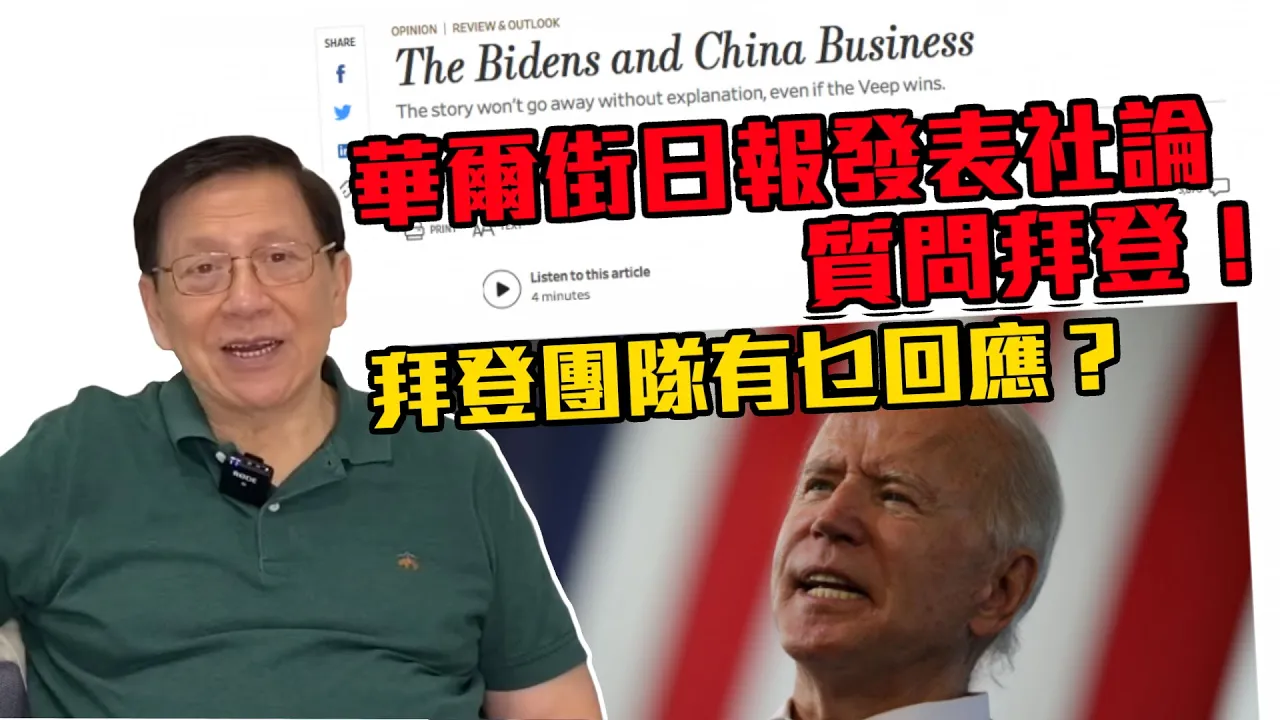 SHARE
OPINION | REVIEW & OUTLOOK
The Bidens and China Business
The story won't go away without explanation, even if the Veep wins.
華爾街日報發表社論
質問拜登！
PRINT
TEXT
Listen to this article
4 minutes
拜登團隊有乜回應？
RØDE